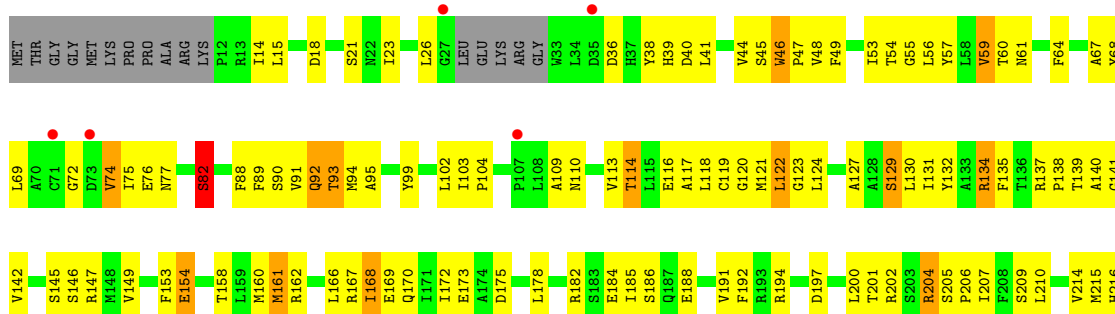 MET THR GLY GLY MET LYS PRO PRO ALA ARG LYS P12 R13 I14 L15 D18 S21 N22 I23 L26 G27 LEU GLU LYS ARG GLY W33 L34 D35 D36 H37 Y38 H39 D40 L41 V44 S45 W46 P47 V48 F49 I53 T54 G55 L56 Y57 L58 V59 T60 N61 F64 A67 Y68
L69 A70 C71 G72 D73 V74 I75 E76 N77 S82 F88 F89 S90 V91 Q92 T93 M94 A95 Y99 L102 I103 P104 P107 L108 A109 N110 V113 T114 L115 E116 A117 L118 C119 G120 M121 L122 G123 L124 A127 A128 S129 L130 I131 Y132 A133 R134 F135 T136 R137 P138 T139 A140 G141
V142 S145 S146 R147 M148 V149 F153 E154 T158 L159 M160 M161 R162 L166 R167 I168 E169 Q170 I171 I172 E173 A174 D175 L178 R182 S183 E184 I185 S186 Q187 E188 V191 F192 R193 R194 D197 L200 T201 E202 S203 R204 S205 P206 I207 F208 S209 L210 V214 M215 H216